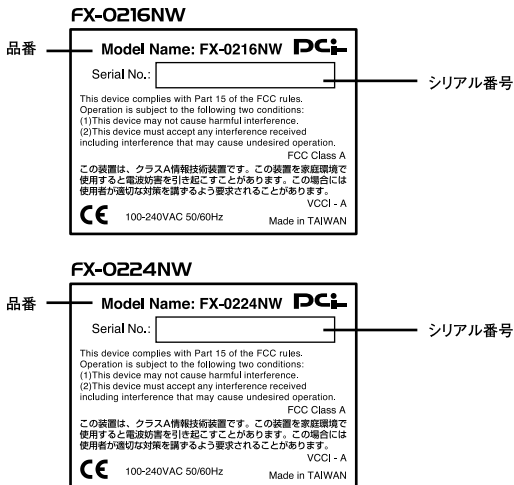 FX-0216NW
品番
Model Name: FX-0216NW PCi
Serial No.:
シリアル番号
This device complies with Part 15 of the FCC rules.
Operation is subject to the following two conditions:
(1)This device may not cause harmful interference.
(2)This device must accept any interference received
including interference that may cause undesired operation.
FCC Class A
この装置は、クラスA情報技術装置です。この装置を家庭環境で
使用すると電波妨害を引き起こすことがあります。この場合には
使用者が適切な対策を講ずるよう要求されることがあります。
VCCI - A
CE 100-240VAC 50/60Hz Made in TAIWAN
FX-0224NW
品番
Model Name: FX-0224NW PCi
Serial No.:
シリアル番号
This device complies with Part 15 of the FCC rules.
Operation is subject to the following two conditions:
(1)This device may not cause harmful interference.
(2)This device must accept any interference received
including interference that may cause undesired operation.
FCC Class A
この装置は、クラスA情報技術装置です。この装置を家庭環境で
使用すると電波妨害を引き起こすことがあります。この場合には
使用者が適切な対策を講ずるよう要求されることがあります。
VCCI - A
CE 100-240VAC 50/60Hz Made in TAIWAN